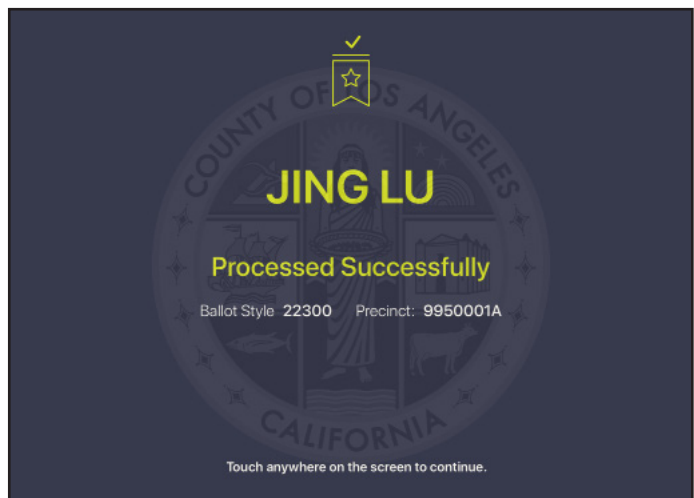 COUNTY OF LOS ANGELES
JING LU
Processed Successfully
Ballot Style 22300 Precinct: 9950001A
CALIFORNIA
Touch anywhere on the screen to continue.